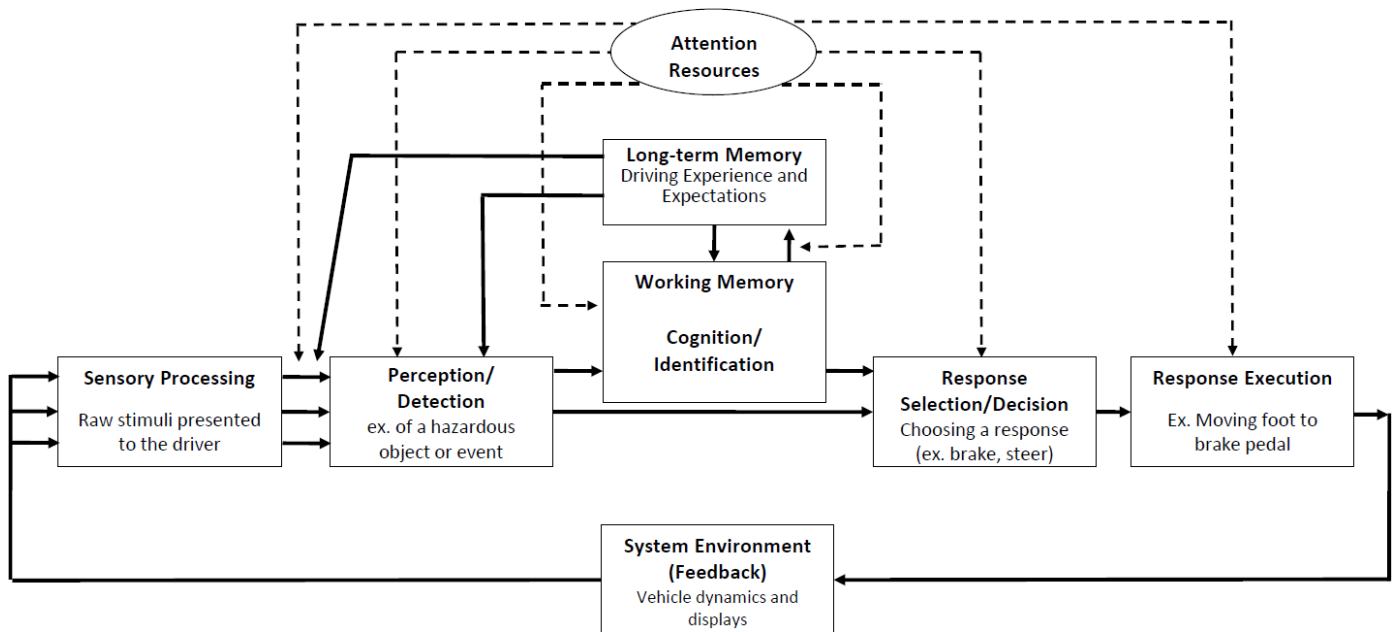 Attention
Resources
Long-term Memory
Driving Experience and
Expectations
Working Memory
Cognition/
Identification
Sensory Processing
Raw stimuli presented
to the driver
Perception/
Detection
ex. of a hazardous
object or event
Response
Selection/Decision
Choosing a response
(ex. brake, steer)
Response Execution
Ex. Moving foot to
brake pedal
System Environment
(Feedback)
Vehicle dynamics and
displays